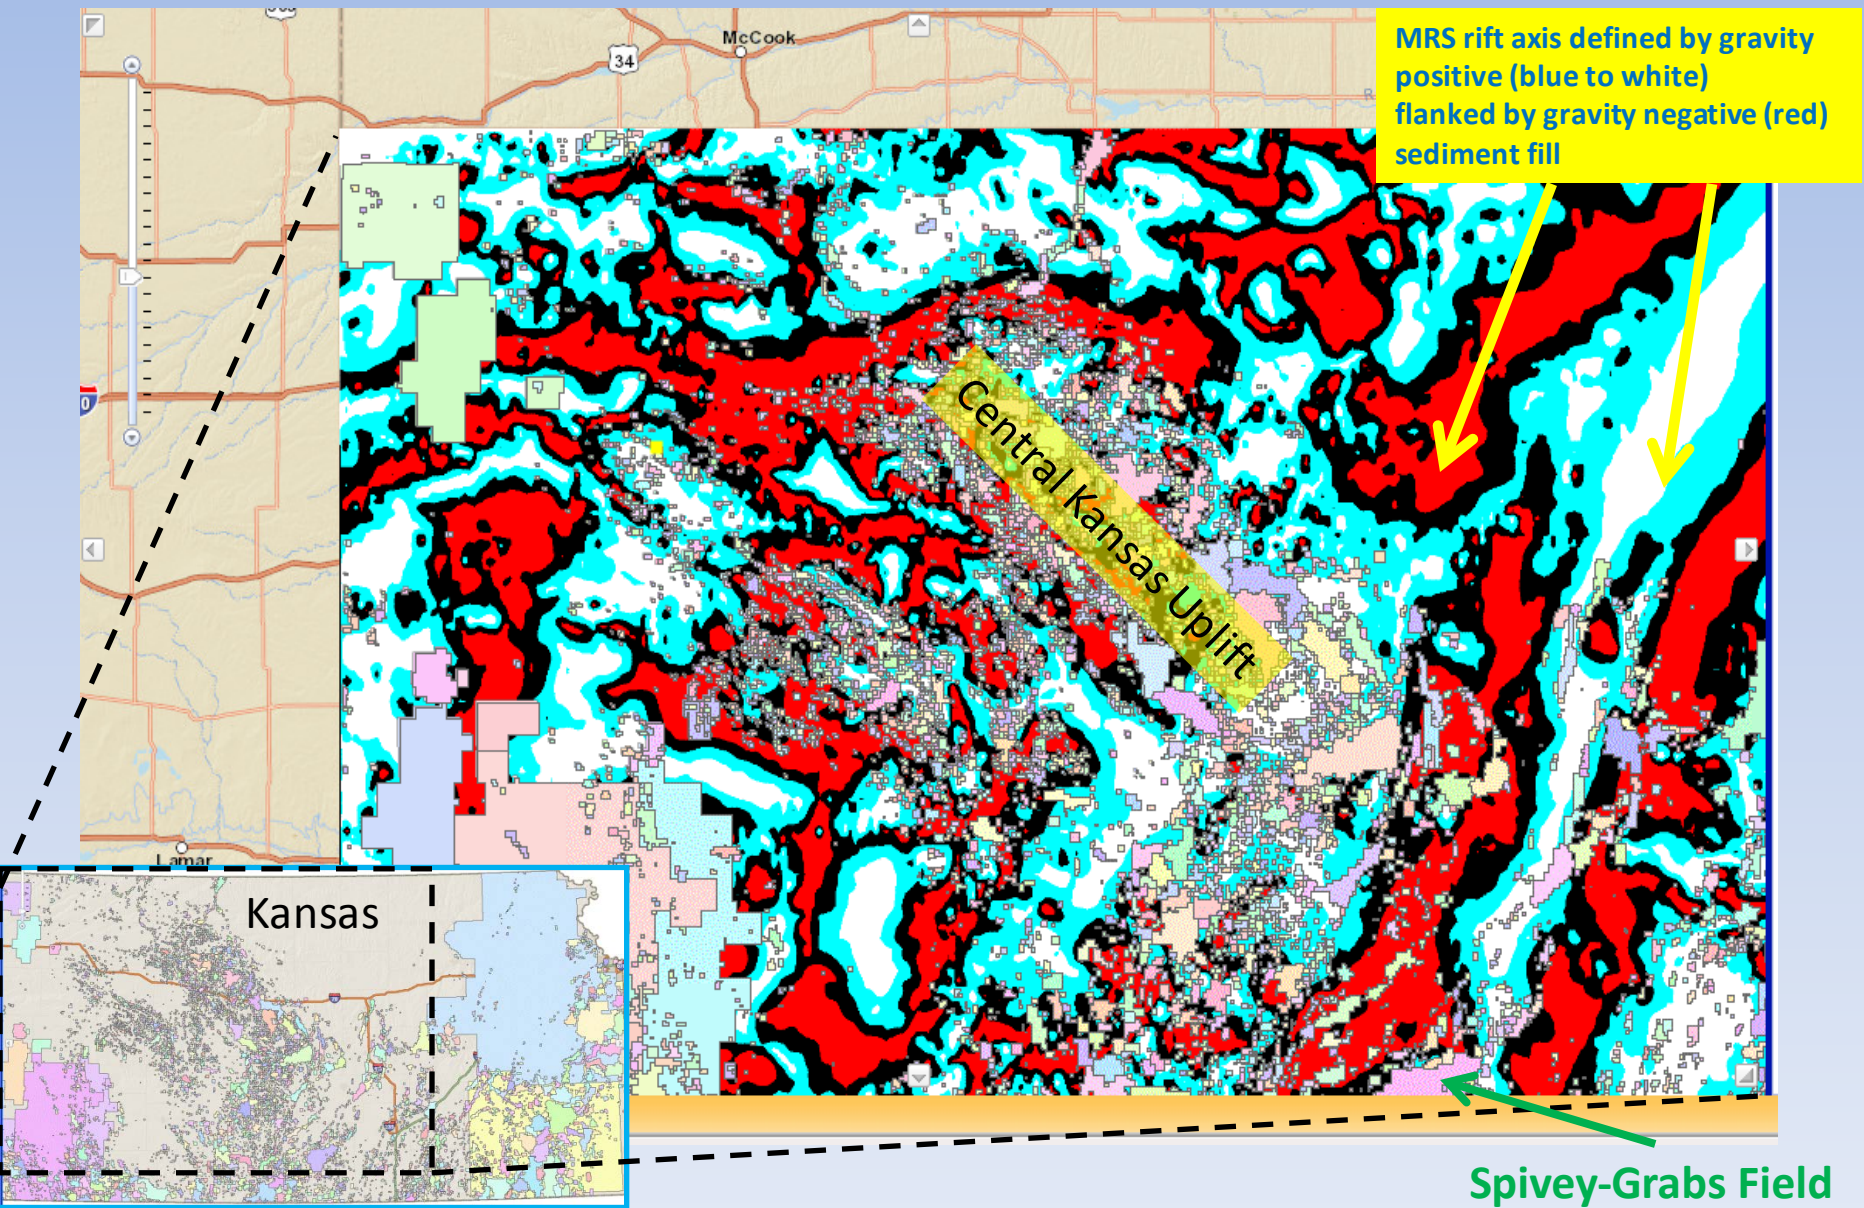 McCook
34
MRS rift axis defined by gravity
positive (blue to white)
flanked by gravity negative (red)
sediment fill
0
Central Kansas Uplift
Lamar
Kansas
Spivey-Grabs Field